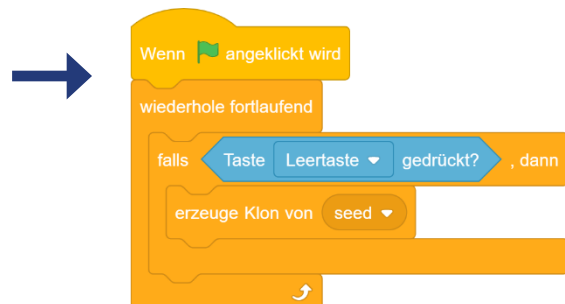 Wenn angeklickt wird
wiederhole fortlaufend
falls Taste Leertaste gedrückt? , dann
erzeuge Klon von seed